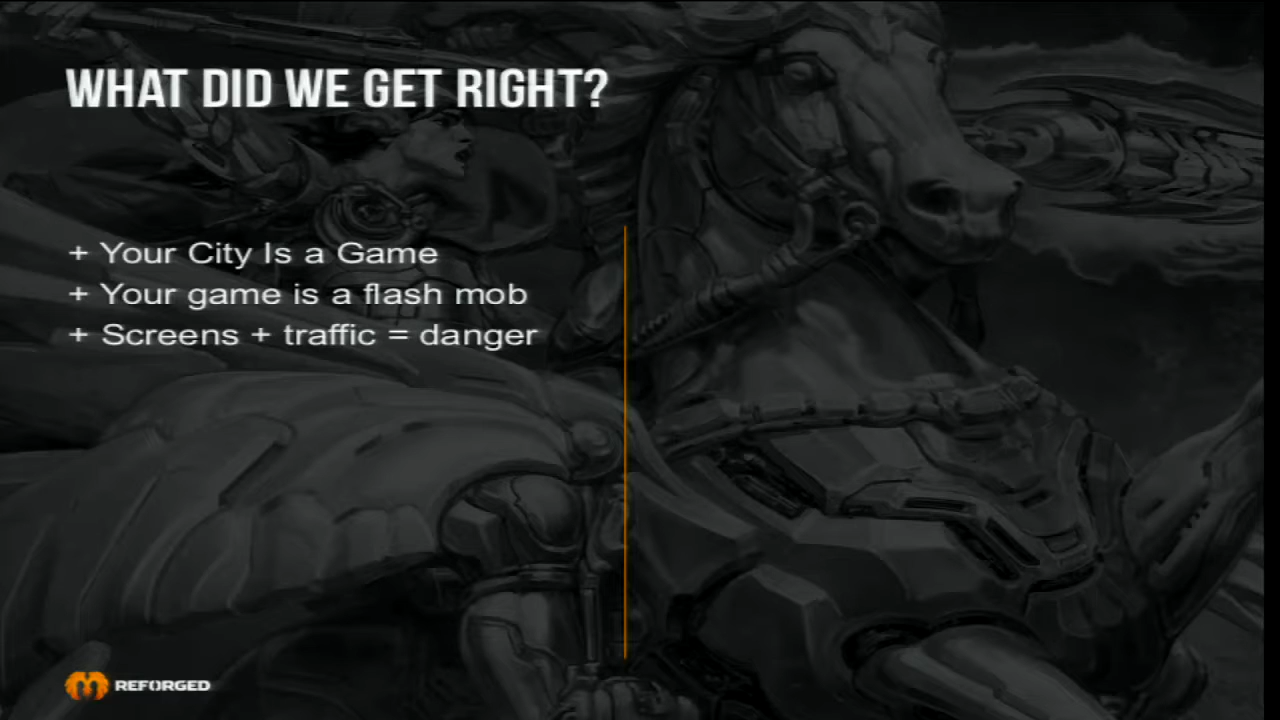 WHAT DID WE GET RIGHT?
+ Your City Is a Game
+ Your game is a flash mob
+ Screens + traffic = danger
REFORGED